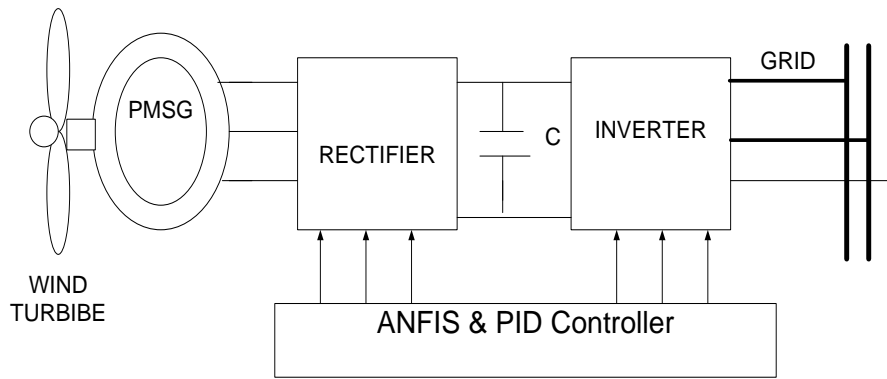 GRID
PMSG
RECTIFIER
C
INVERTER
WIND
TURBIBE
ANFIS & PID Controller